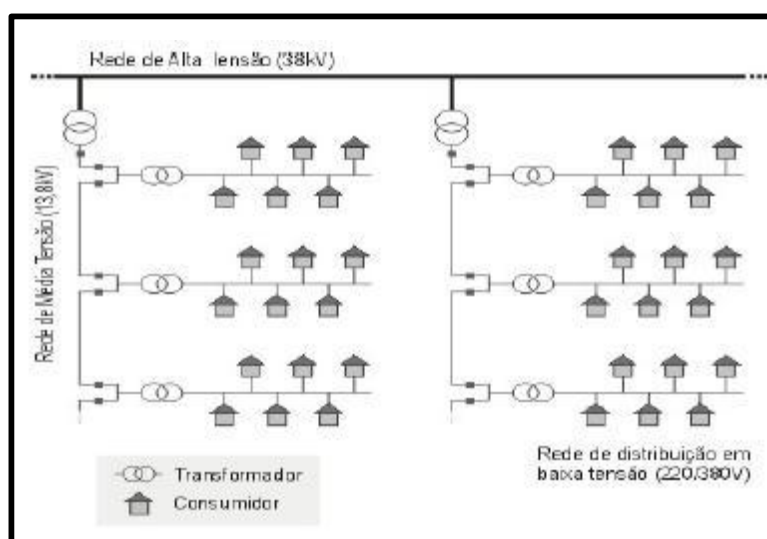 Rede de Alta Tensão (38kV)
Rede de Média Tensão (13,8kV)
Rede de distribuição em
baixa tensão (220/380V)
Transformador
Consumidor